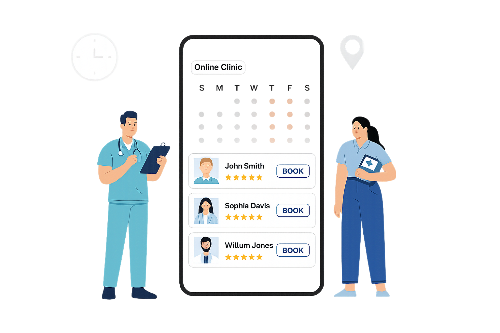 Online Clinic
S M T W T F S
John Smith
BOOK
Sophia Davis
BOOK
Willum Jones
BOOK